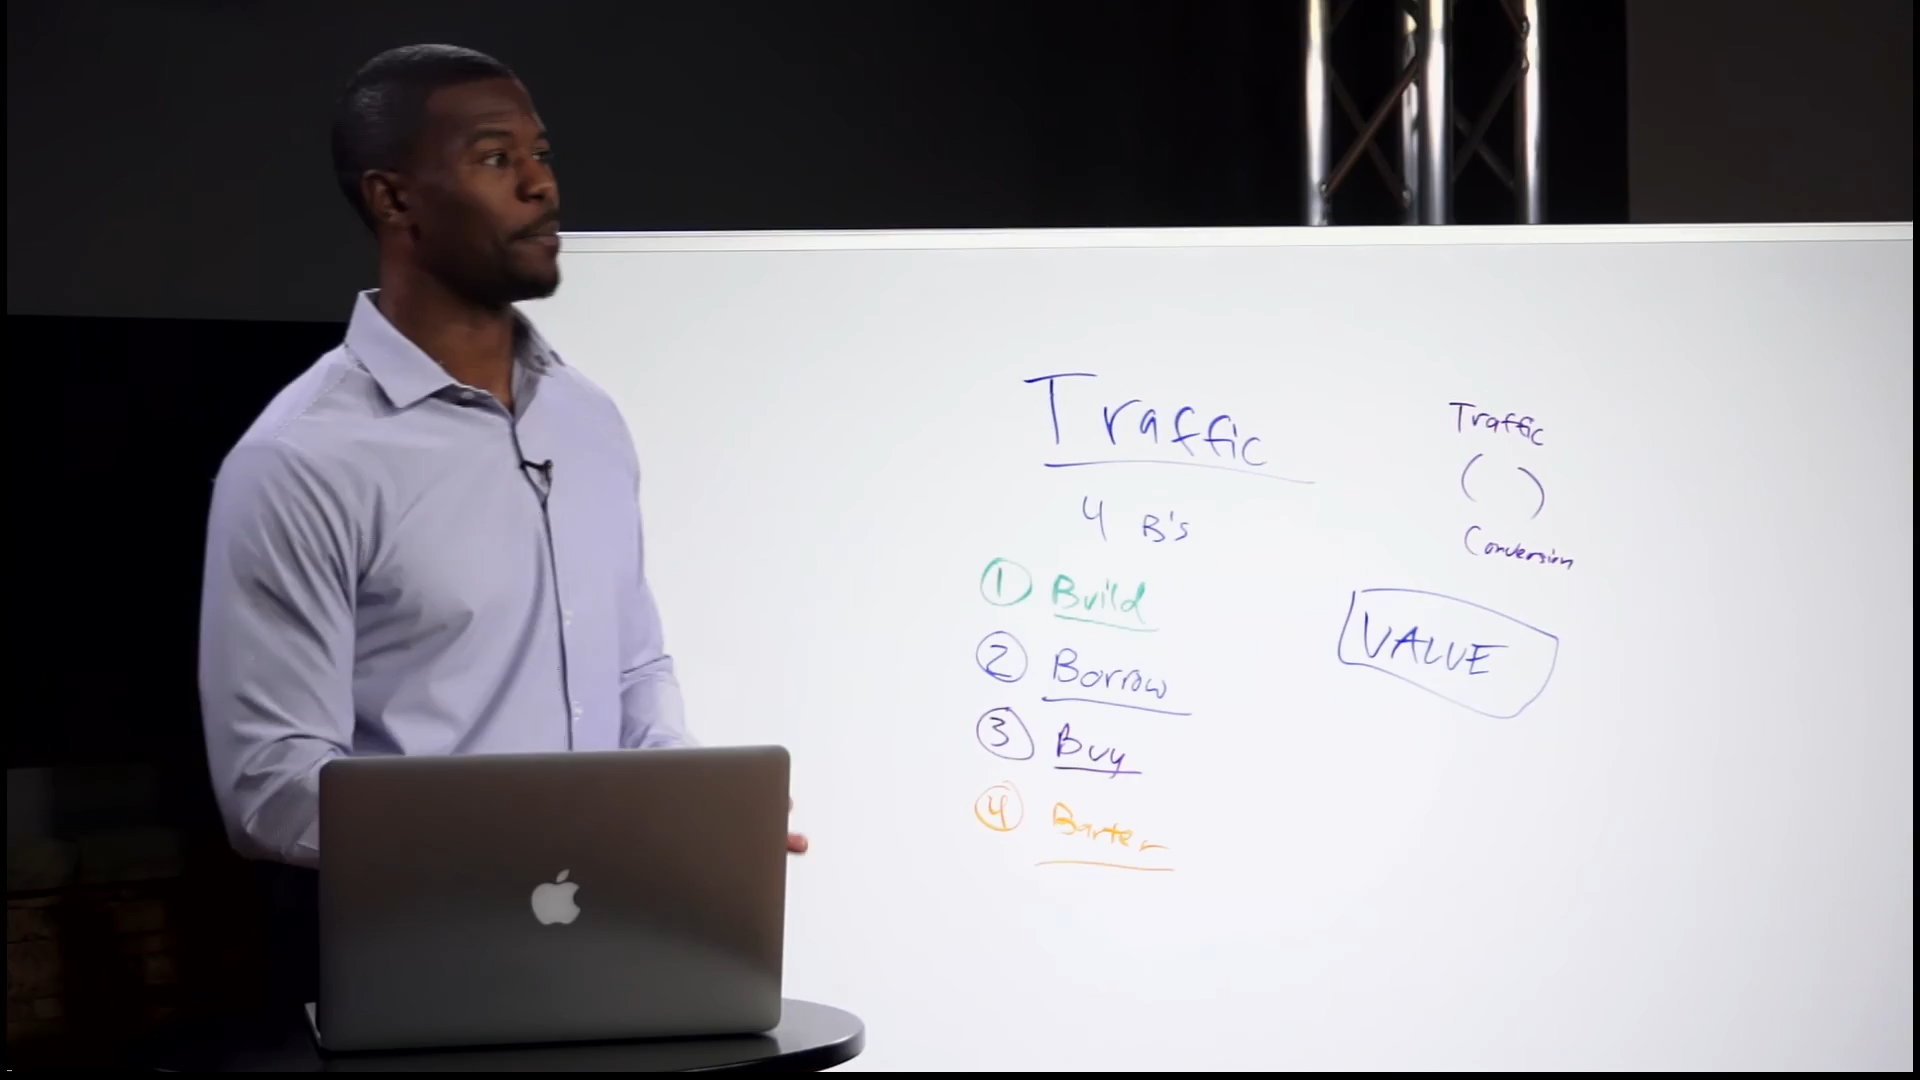 Traffic
4 B's
1 Build
2 Borrow
3 Buy
4 Barter
Traffic
( )
Conversion
VALUE